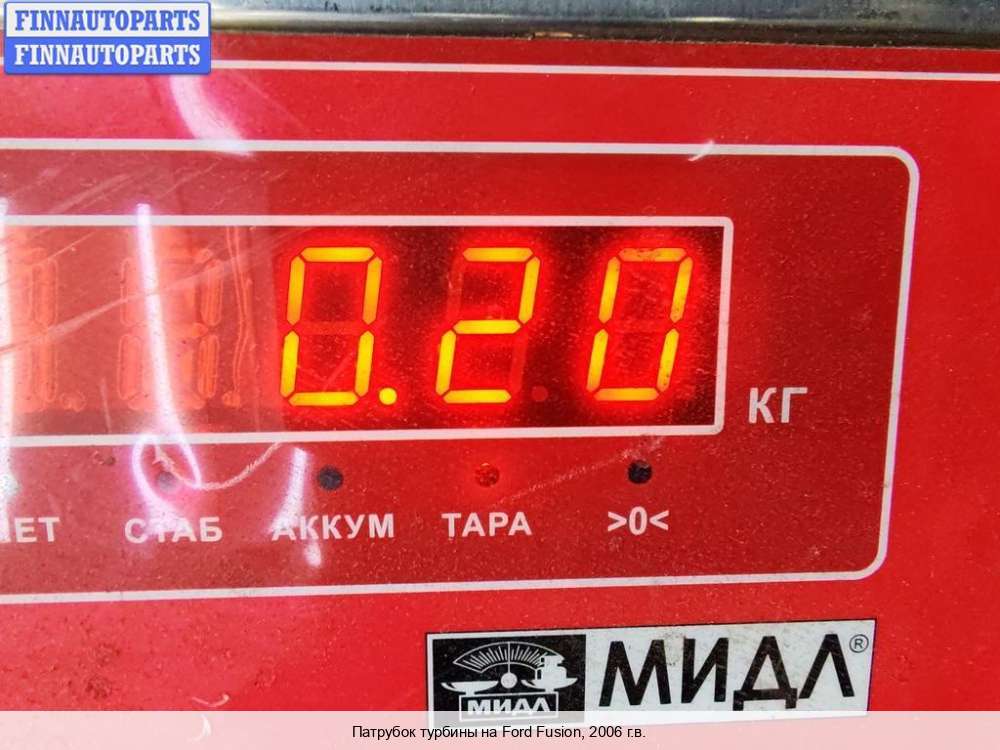 FINNAUTOPARTS
FINNAUTOPARTS
0.20
КГ
СТАБ АККУМ ТАРА >0<
МИДЛ МИДЛ®
Патрубок турбины на Ford Fusion, 2006 г.в.